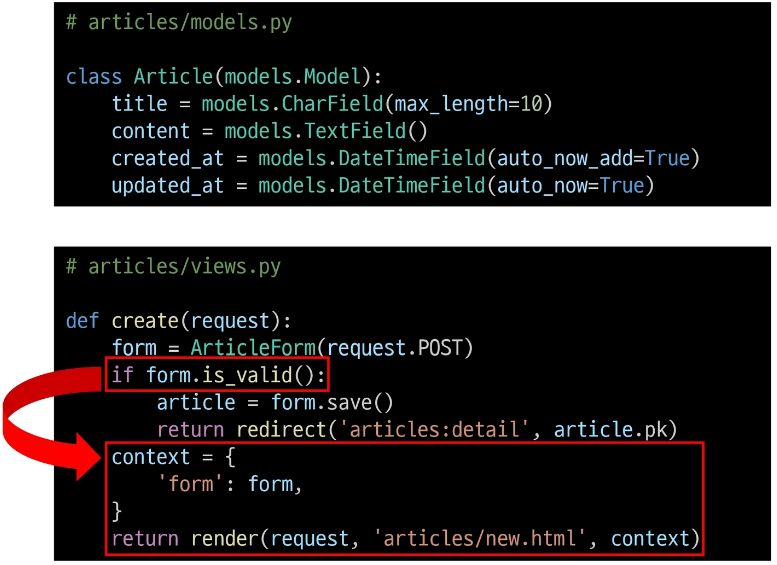 # articles/models.py
class Article(models.Model):
    title = models.CharField(max_length=10)
    content = models.TextField()
    created_at = models.DateTimeField(auto_now_add=True)
    updated_at = models.DateTimeField(auto_now=True)
# articles/views.py
def create(request):
    form = ArticleForm(request.POST)
    if form.is_valid():
        article = form.save()
        return redirect('articles:detail', article.pk)
    context = {
        'form': form,
    }
    return render(request, 'articles/new.html', context)